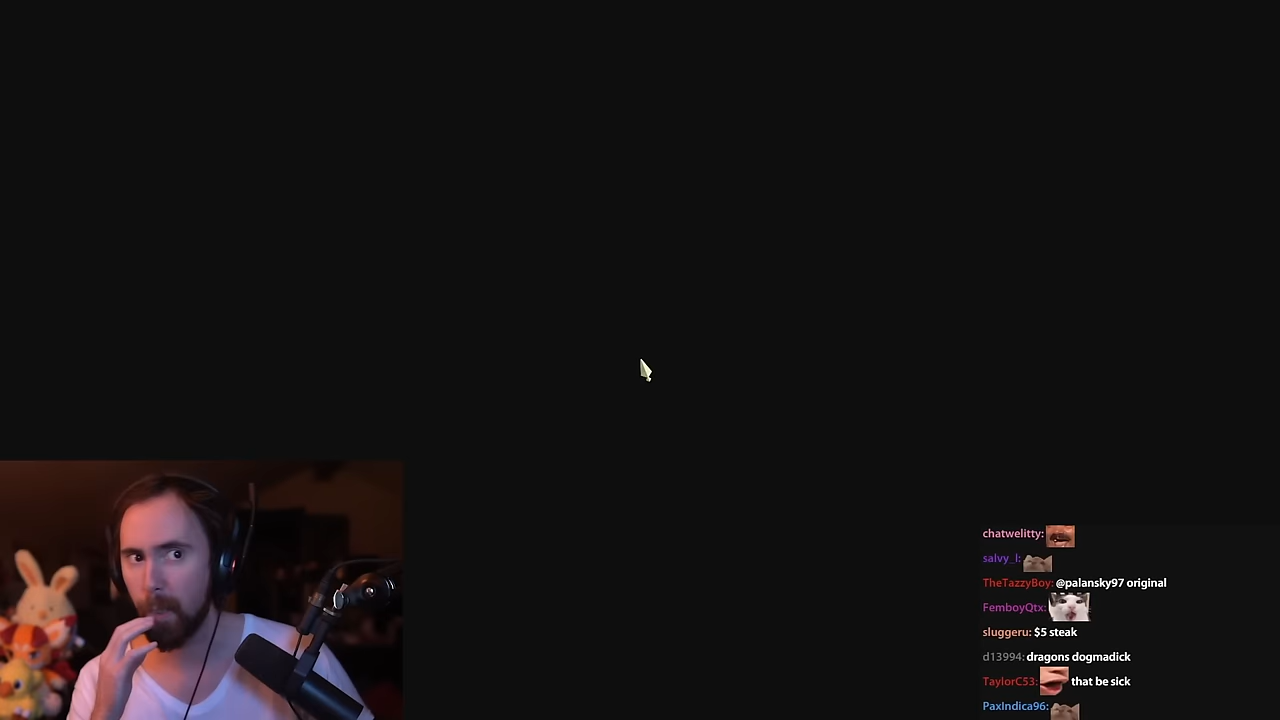 chatwelitty:
salvy_l:
TheTazzyBoy: @palansky97 original
FemboyQtx:
sluggeru: $5 steak
d13994: dragons dogmadick
TaylorC53: that be sick
PaxIndica96: